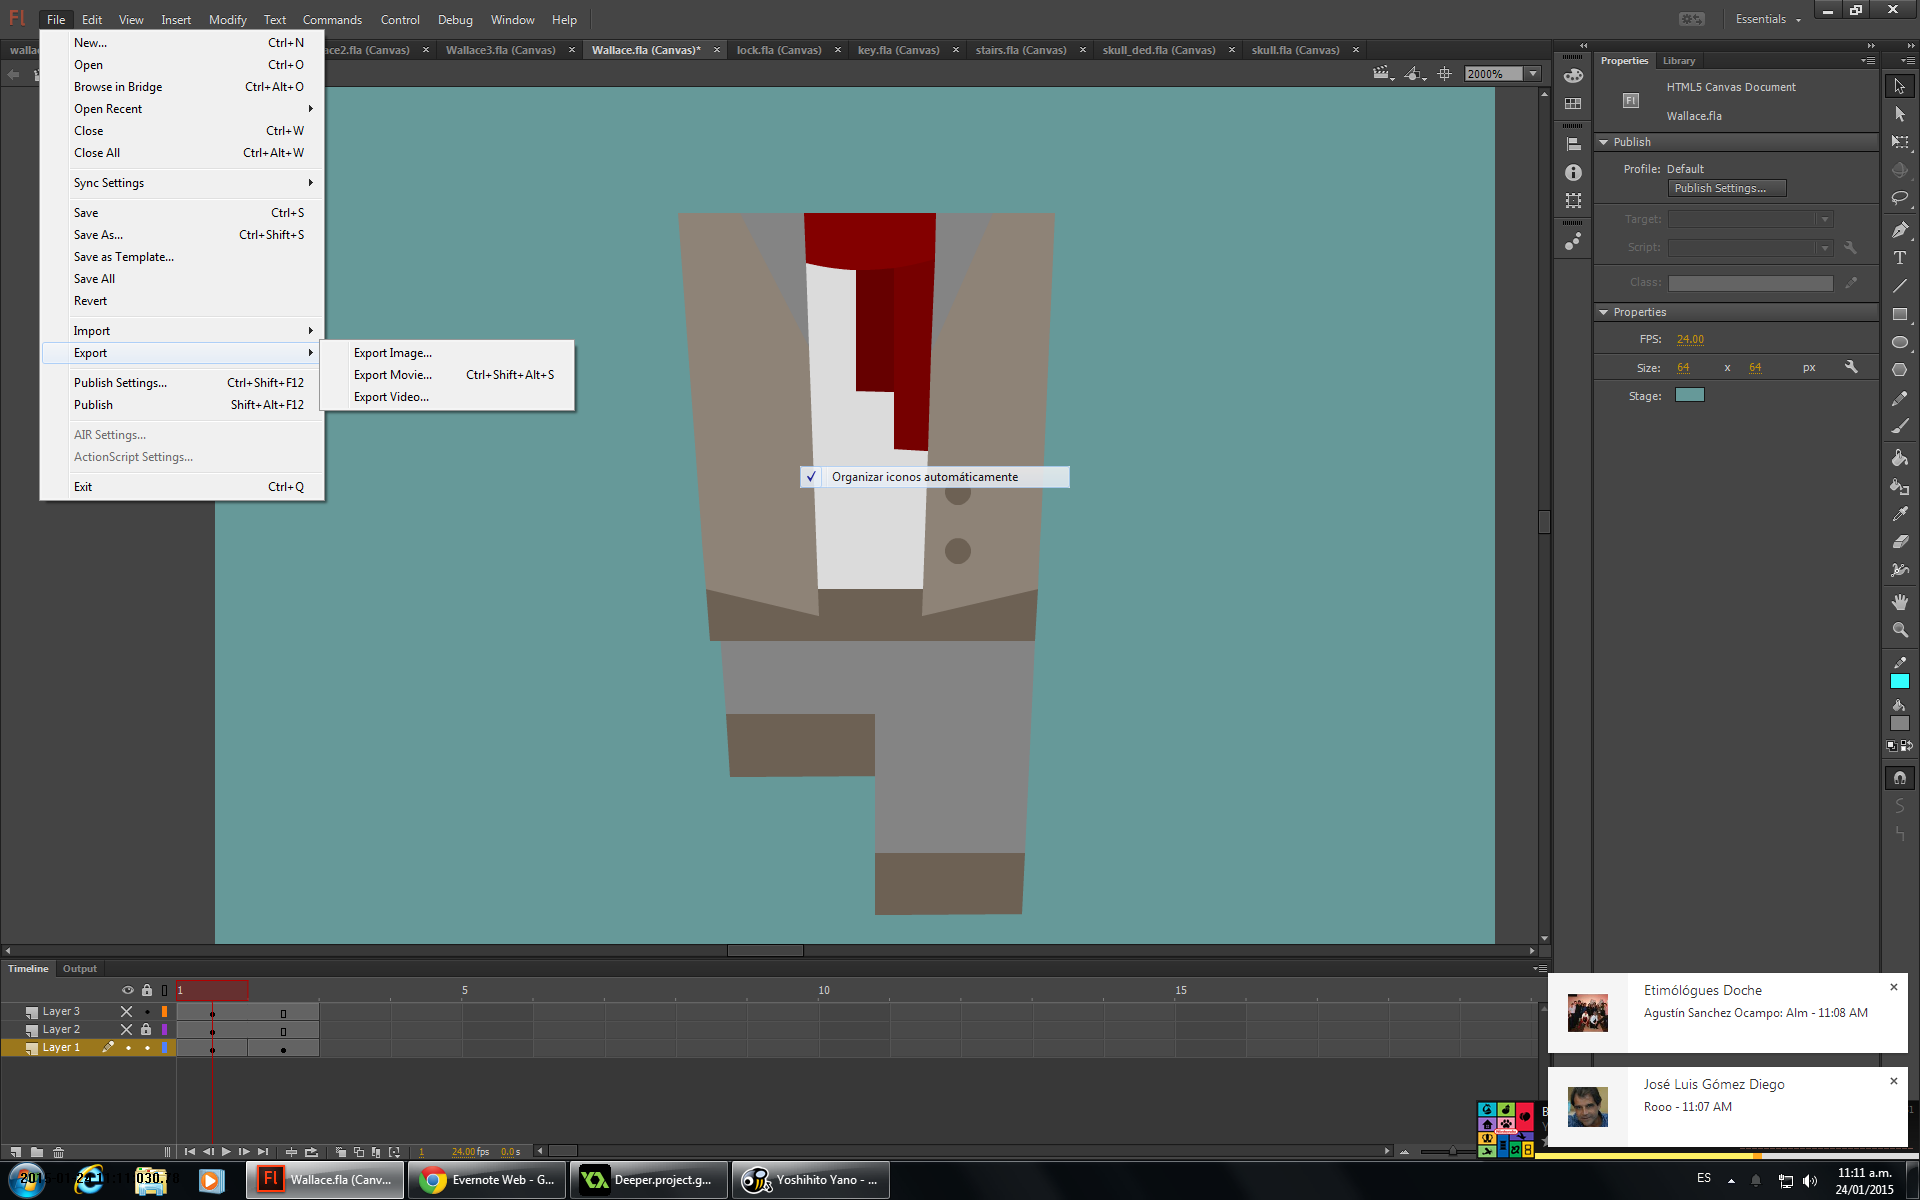 Fl File Edit View Insert Modify Text Commands Control Debug Window Help Essentials
ace2.fla (Canvas) Wallace3.fla (Canvas) Wallace.fla (Canvas)* lock.fla (Canvas) key.fla (Canvas) stairs.fla (Canvas) skull_ded.fla (Canvas) skull.fla (Canvas)
2000%
New... Ctrl+N
Open Ctrl+O
Browse in Bridge Ctrl+Alt+O
Open Recent
Close Ctrl+W
Close All Ctrl+Alt+W
Sync Settings
Save Ctrl+S
Save As... Ctrl+Shift+S
Save as Template...
Save All
Revert
Import
Export
Publish Settings... Ctrl+Shift+F12
Publish Shift+Alt+F12
AIR Settings...
ActionScript Settings...
Exit Ctrl+Q
Export Image...
Export Movie... Ctrl+Shift+Alt+S
Export Video...
Organizar iconos automáticamente
Properties Library
Fl HTML5 Canvas Document
Wallace.fla
Publish
Profile: Default
Publish Settings...
Target:
Script:
Class:
Properties
FPS: 24.00
Size: 64 x 64 px
Stage:
Timeline Output
1 5 10 15
Layer 3
Layer 2
Layer 1
1 24.00 fps 0.0 s
Etimólógues Doche
Agustín Sanchez Ocampo: Alm - 11:08 AM
José Luis Gómez Diego
Rooo - 11:07 AM
Fl Wallace.fla (Canv...
Evernote Web - G...
Deeper.project.g...
Yoshihito Yano - ...
ES
11:11 a.m.
24/01/2015